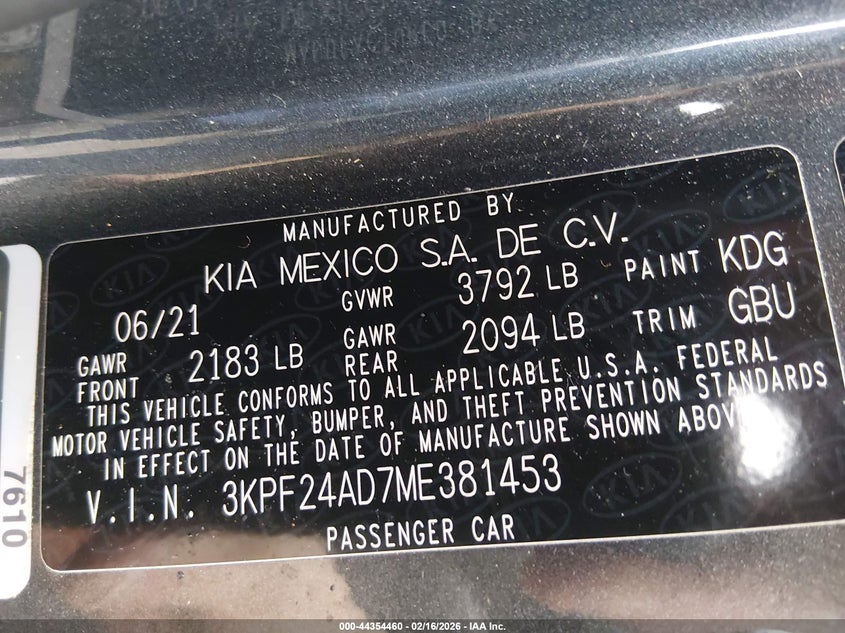 MANUFACTURED BY
KIA MEXICO S.A. DE C.V.
06/21 GVWR 3792 LB PAINT KDG
GAWR FRONT 2183 LB GAWR REAR 2094 LB TRIM GBU
THIS VEHICLE CONFORMS TO ALL APPLICABLE U.S.A. FEDERAL
MOTOR VEHICLE SAFETY, BUMPER, AND THEFT PREVENTION STANDARDS
IN EFFECT ON THE DATE OF MANUFACTURE SHOWN ABOVE.
V.I.N. 3KPF24AD7ME381453
PASSENGER CAR
7610
000-44354460 - 02/16/2026 - IAA Inc.